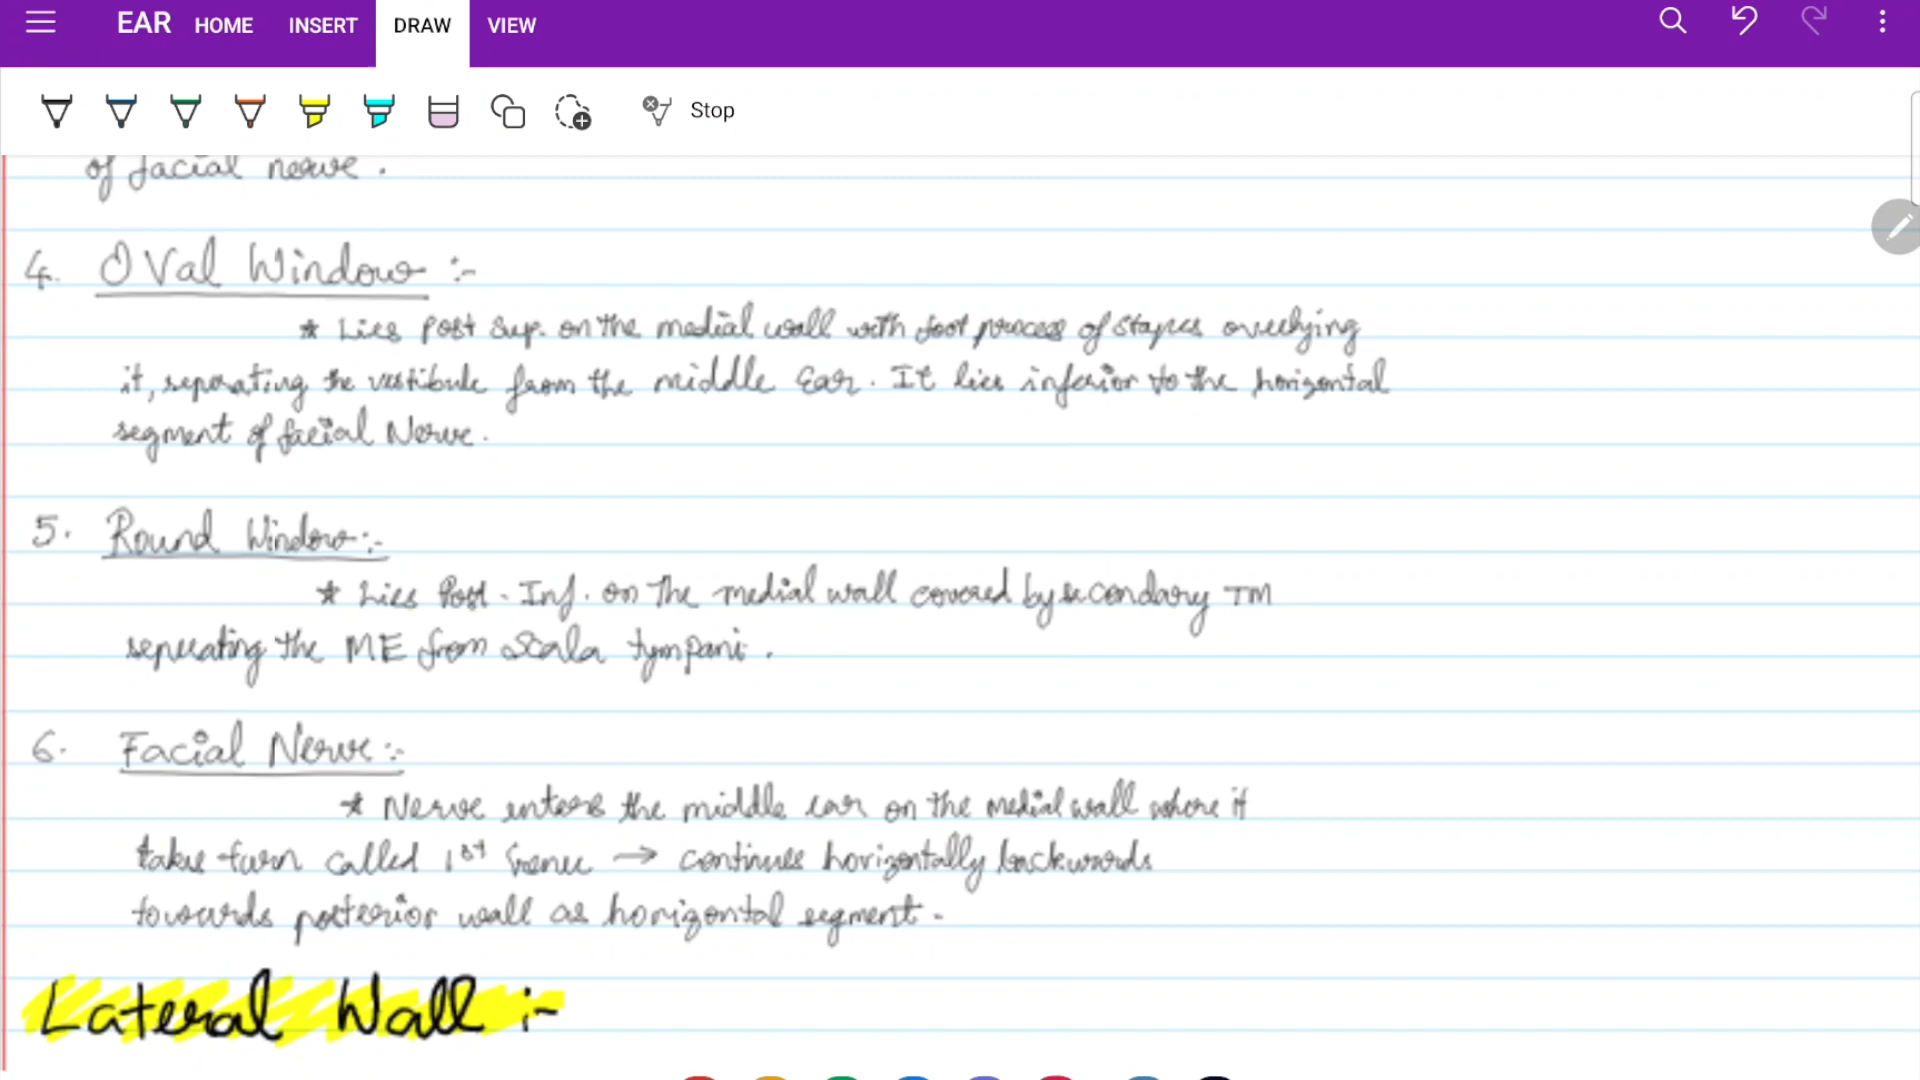 EAR HOME INSERT DRAW VIEW
Stop
of facial nerve.
4. Oval Window :-
* Lies Post Sup. on the medial wall with foot process of stapes overlying
it, seperating the vestibule from the middle Ear. It lies inferior to the horizontal
segment of facial Nerve.
5. Round Window :-
* Lies Post - Inf. on the medial wall covered by secondary TM
seperating the ME from Scala tympani.
6. Facial Nerve :-
* Nerve enters the middle ear on the medial wall where it
takes turn called 1st Genu → continues horizontally backwards
towards posterior wall as horizontal segment.
Lateral Wall :-